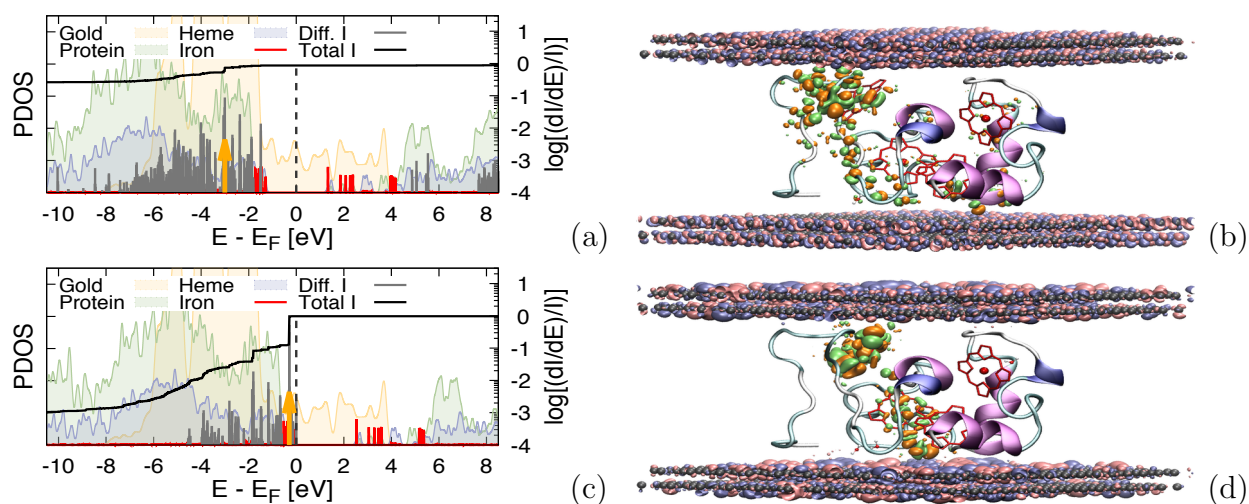 Gold Heme Diff. I
Protein Iron Total I
PDOS
0
-1
-2
-3
-4
log[(dI/dE)/I)]
-10 -8 -6 -4 -2 0 2 4 6 8
E - E_F [eV]
(a)
(b)
Gold Heme Diff. I
Protein Iron Total I
PDOS
0
-1
-2
-3
-4
log[(dI/dE)/I)]
-10 -8 -6 -4 -2 0 2 4 6 8
E - E_F [eV]
(c)
(d)